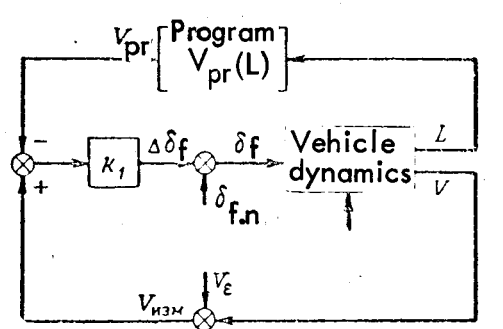 V_pr Program
V_pr(L)
− K_1 Δδ_f δ_f Vehicle dynamics L
+ δ_f.n V
V_ε
V_изм